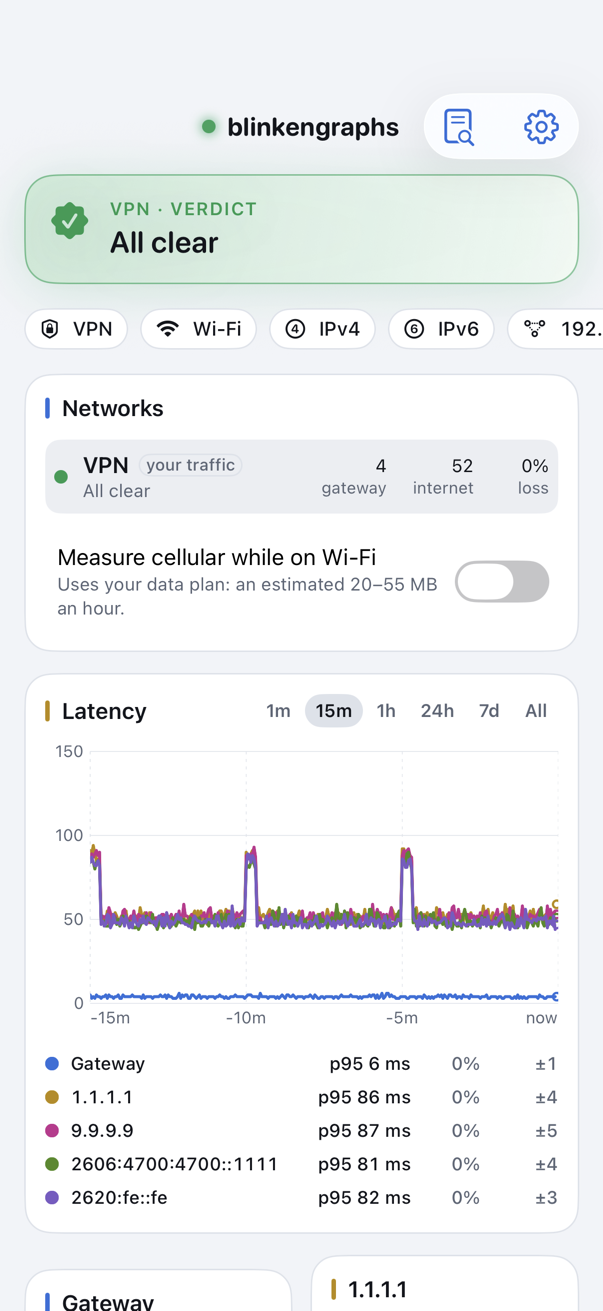 blinkengraphs
VPN · VERDICT
All clear
VPN
Wi-Fi
4 IPv4
6 IPv6
192.
Networks
VPN your traffic 4 52 0%
All clear gateway internet loss
Measure cellular while on Wi-Fi
Uses your data plan: an estimated 20–55 MB
an hour.
Latency 1m 15m 1h 24h 7d All
150
100
50
0
-15m -10m -5m now
Gateway p95 6 ms 0% ±1
1.1.1.1 p95 86 ms 0% ±4
9.9.9.9 p95 87 ms 0% ±5
2606:4700:4700::1111 p95 81 ms 0% ±4
2620:fe::fe p95 82 ms 0% ±3
Gateway
1.1.1.1